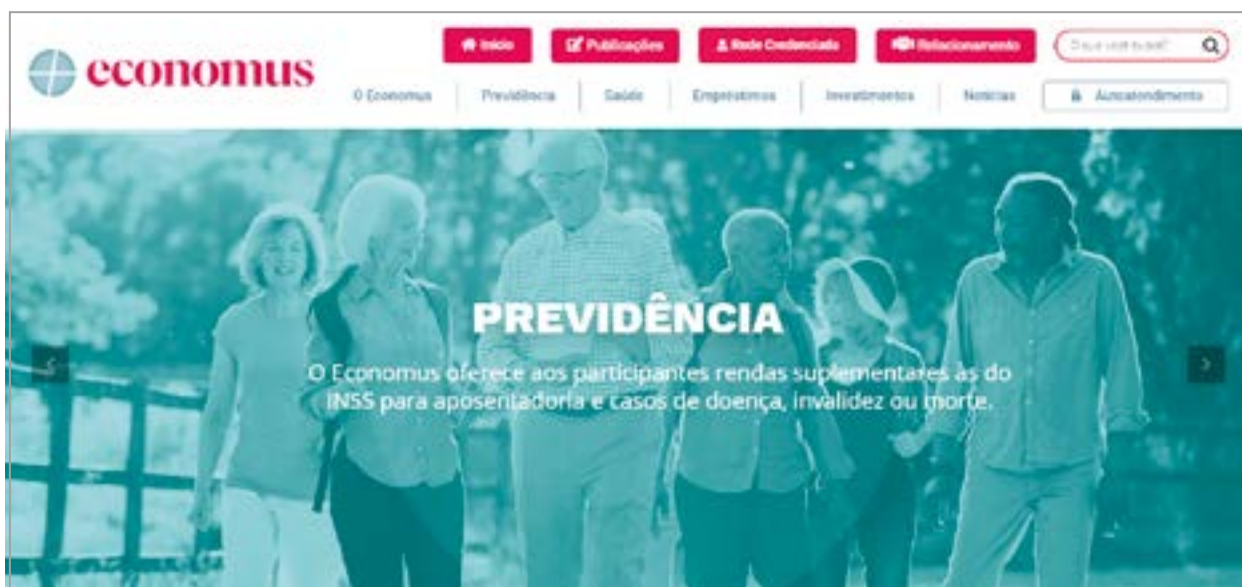 Início
Publicações
Rede Credenciada
Relacionamento
economus
O Economus
Previdência
Saúde
Empréstimos
Investimentos
Notícias
Autoatendimento
PREVIDÊNCIA
O Economus oferece aos participantes rendas suplementares às do
INSS para aposentadoria e casos de doença, invalidez ou morte.